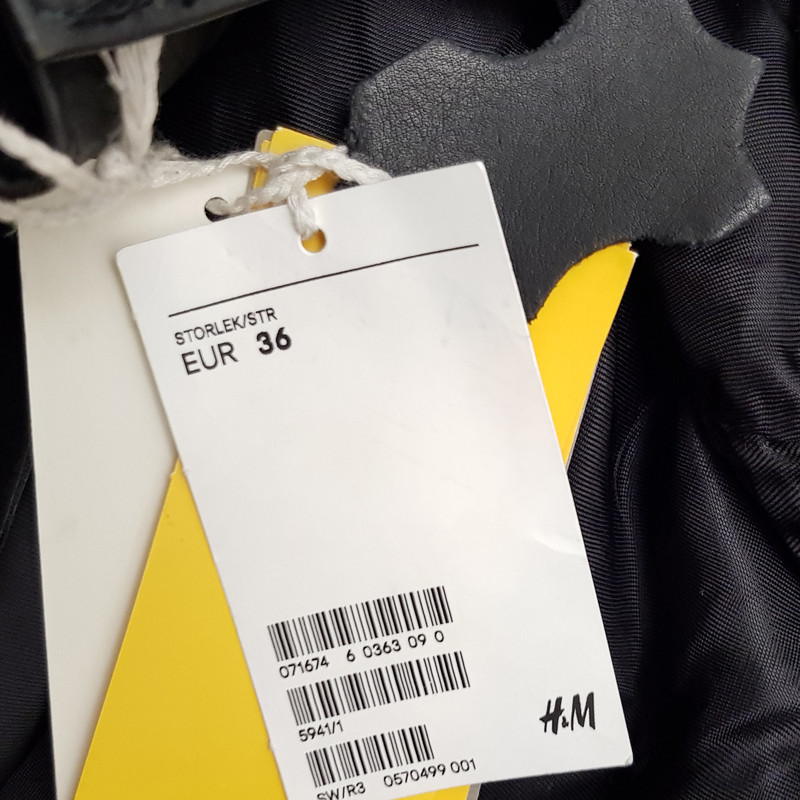 STORLEK/STR
EUR 36
071674 6 0363 09 0
5941/1
SW/R3 0570499 001
H&M